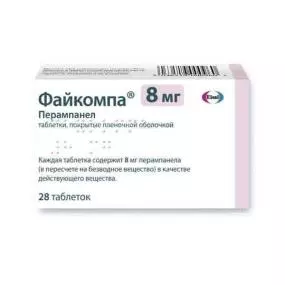 Файкомпа® 8 мг
Eisai
Перампанел
таблетки, покрытые пленочной оболочкой
Каждая таблетка содержит 8 мг перампанела
(в пересчете на безводное вещество) в качестве
действующего вещества.
28 таблеток